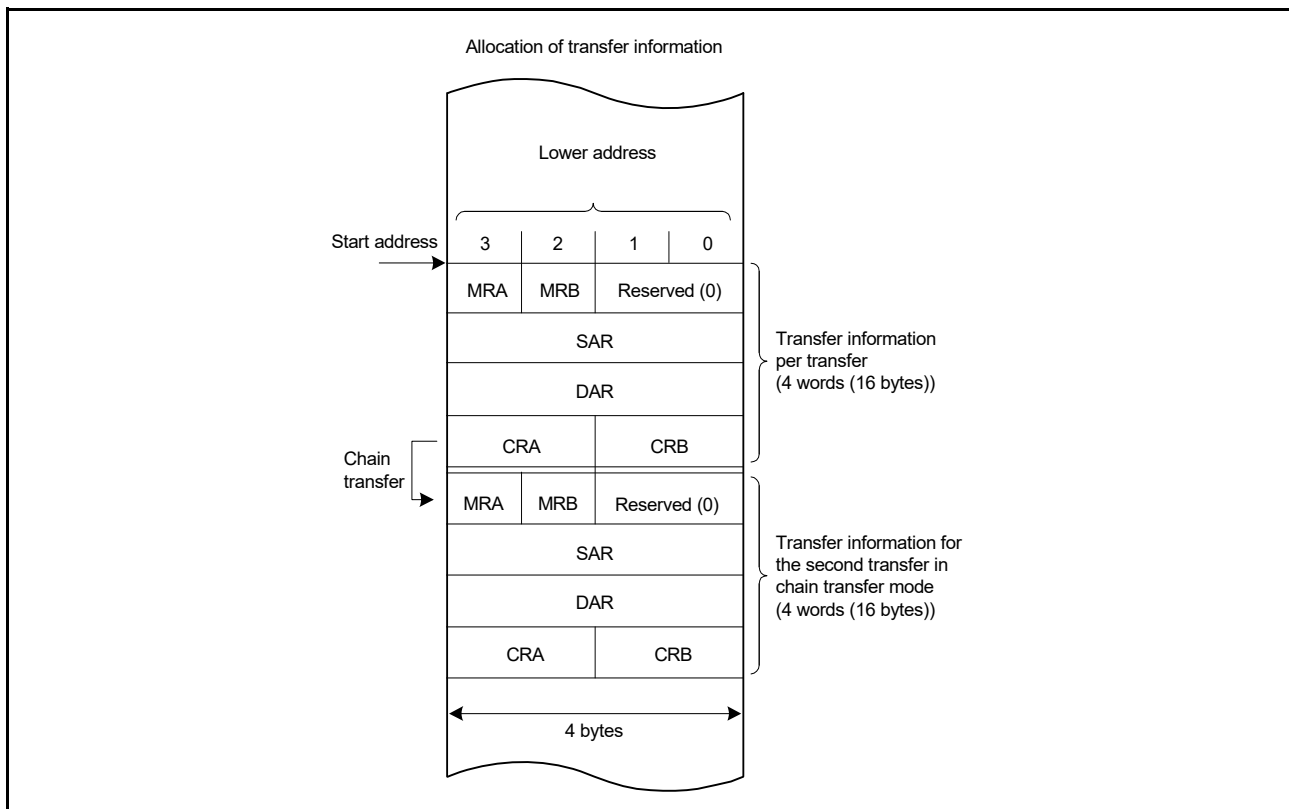 Allocation of transfer information
Lower address
Start address
3 2 1 0
MRA MRB Reserved (0)
SAR
DAR
CRA CRB
Transfer information
per transfer
(4 words (16 bytes))
Chain
transfer
MRA MRB Reserved (0)
SAR
DAR
CRA CRB
Transfer information for
the second transfer in
chain transfer mode
(4 words (16 bytes))
4 bytes